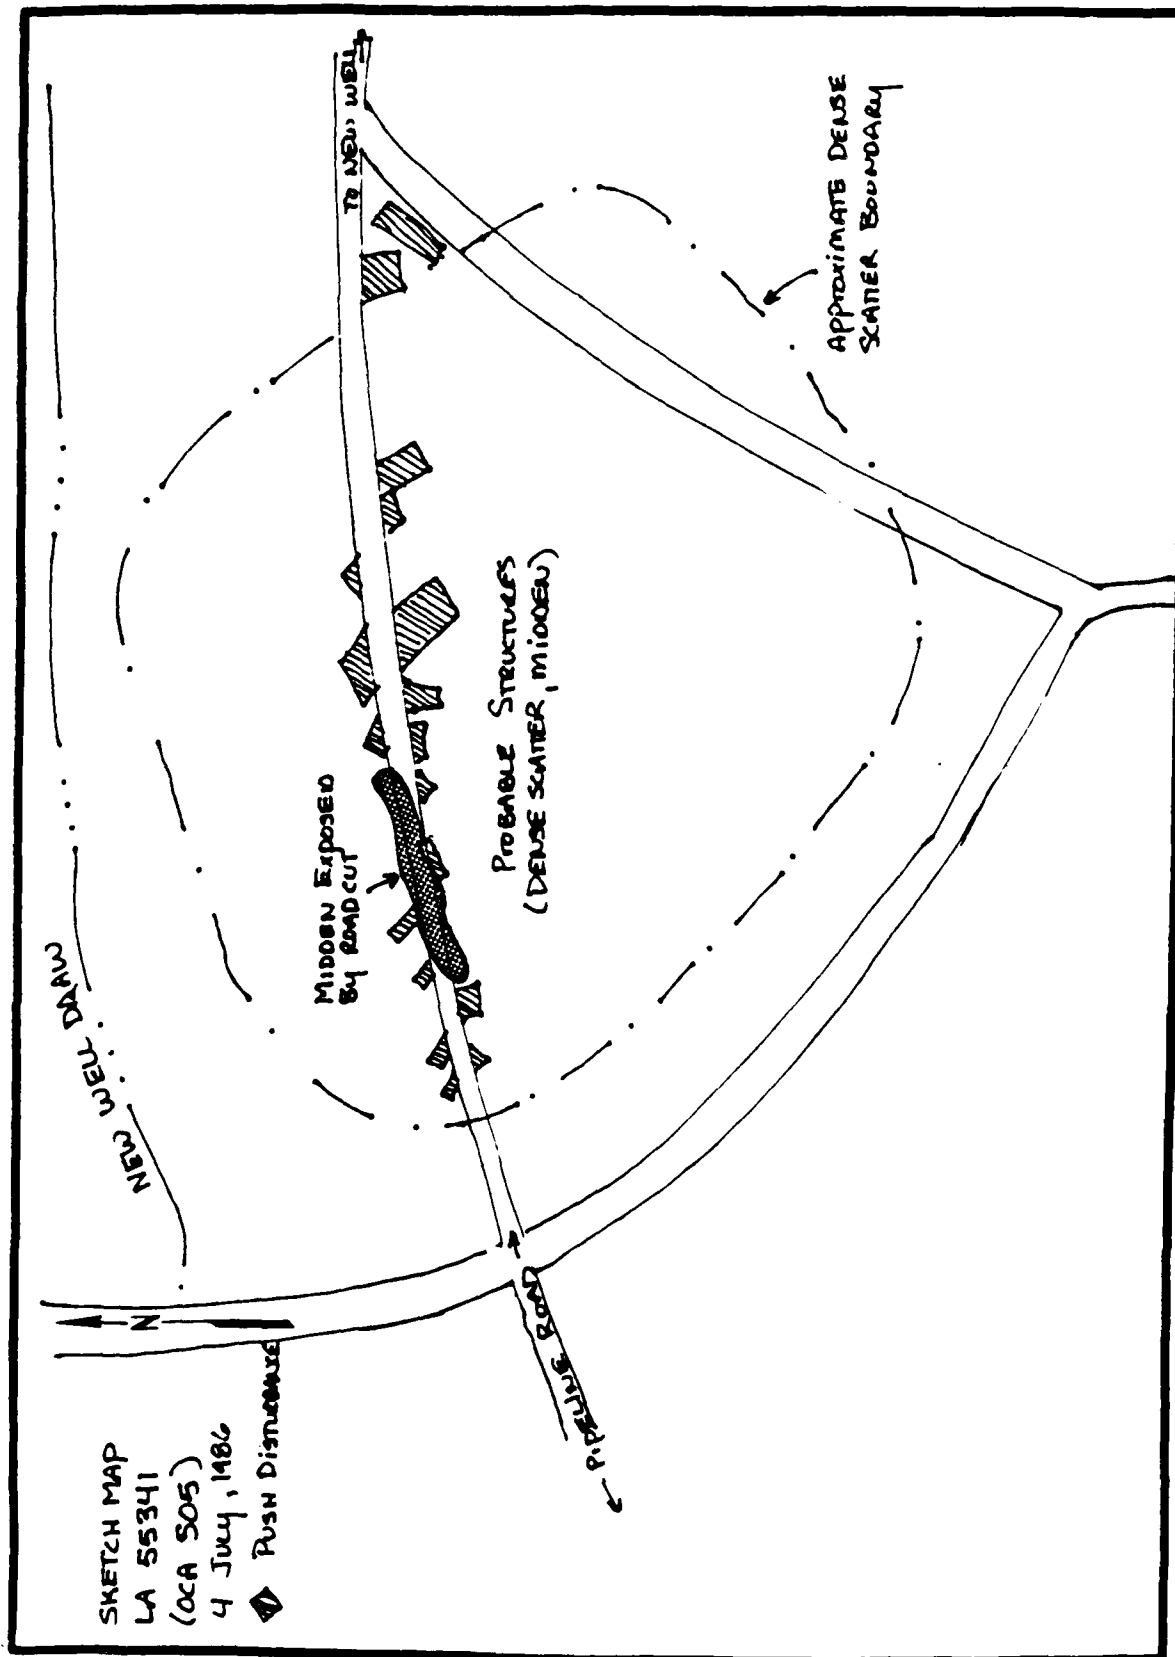 SKETCH MAP
LA 55341
(OCA 505)
4 July, 1986
PUSH DISTURBANCE
N
NEW WELL DRAW
MIDDEN EXPOSED
By ROADCUT
PROBABLE STRUCTURES
(DENSE SCATTER, MIDDEN)
TO NEW WELL
APPROXIMATE DENSE
SCATTER BOUNDARY
PIPELINE ROAD